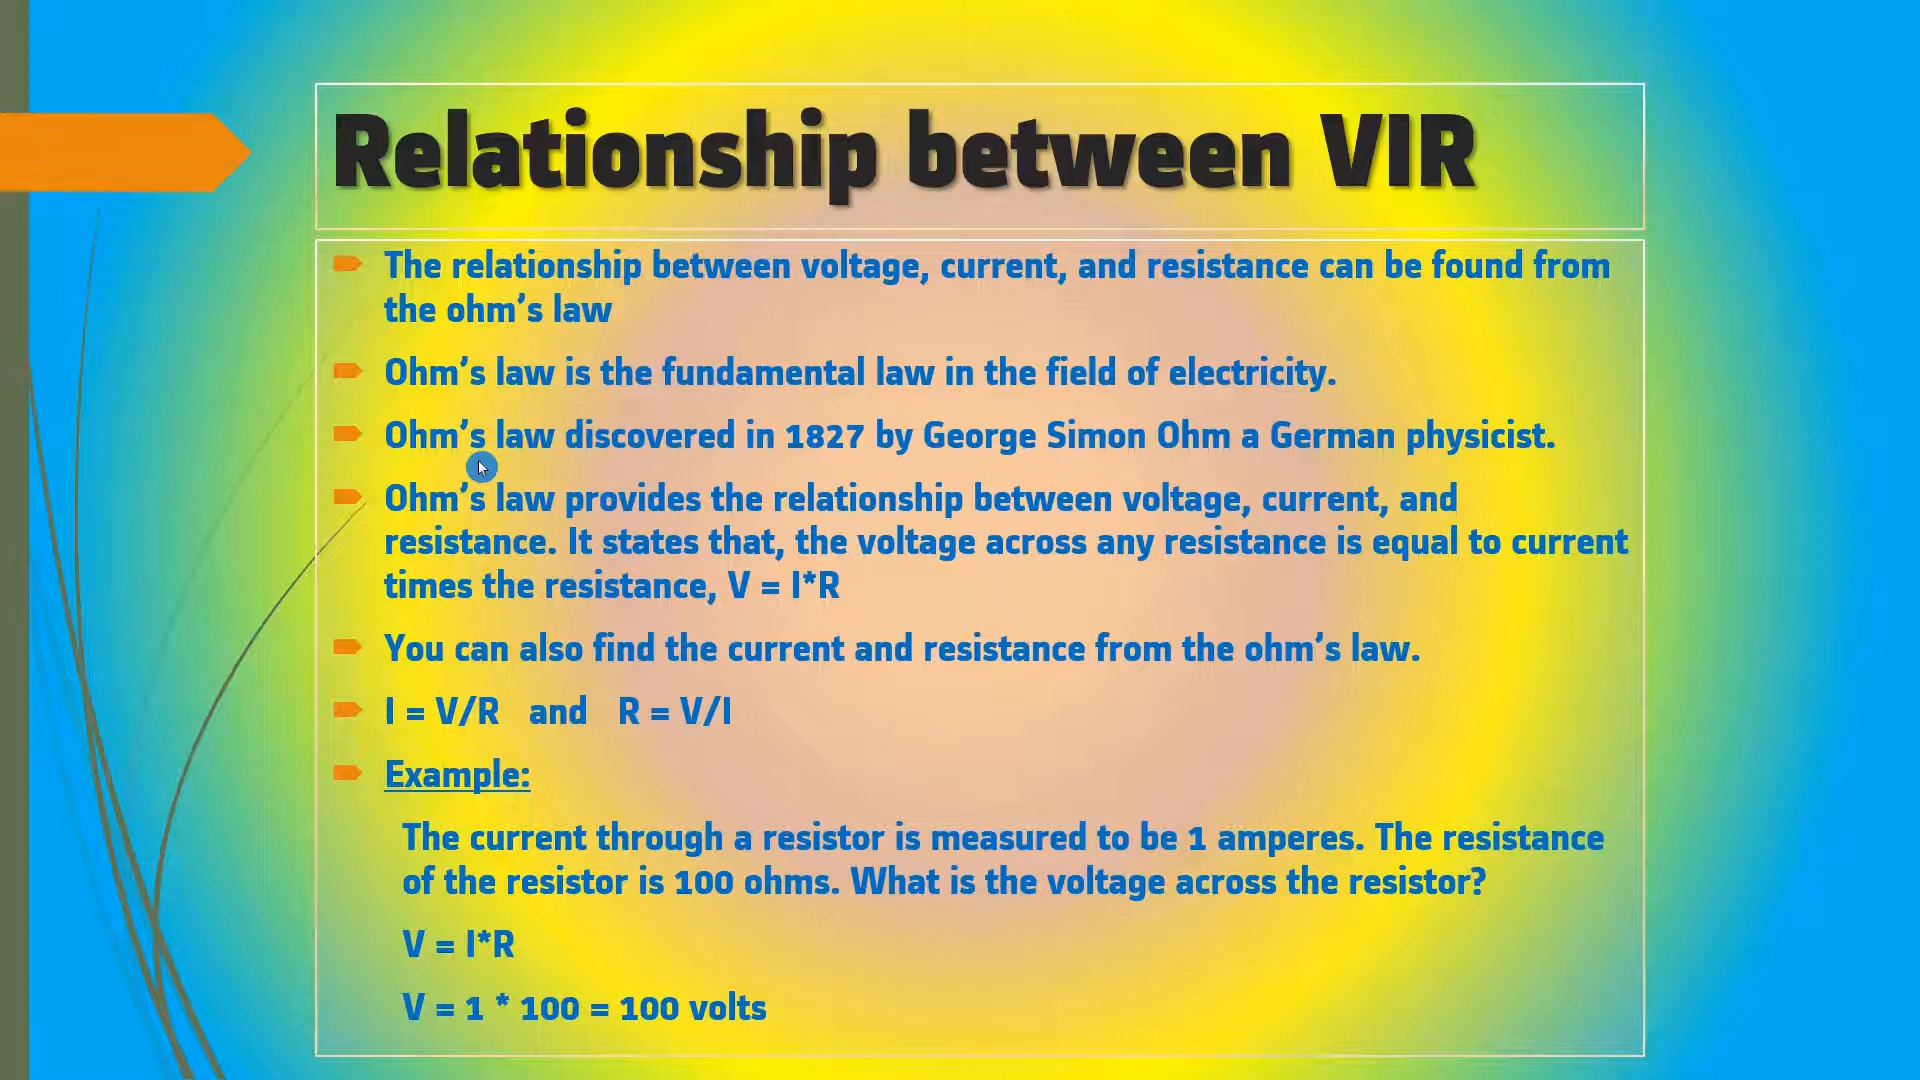 Relationship between VIR
The relationship between voltage, current, and resistance can be found from
the ohm's law
Ohm's law is the fundamental law in the field of electricity.
Ohm's law discovered in 1827 by George Simon Ohm a German physicist.
Ohm's law provides the relationship between voltage, current, and
resistance. It states that, the voltage across any resistance is equal to current
times the resistance, V = I*R
You can also find the current and resistance from the ohm's law.
I = V/R and R = V/I
Example:
The current through a resistor is measured to be 1 amperes. The resistance
of the resistor is 100 ohms. What is the voltage across the resistor?
V = I*R
V = 1 * 100 = 100 volts